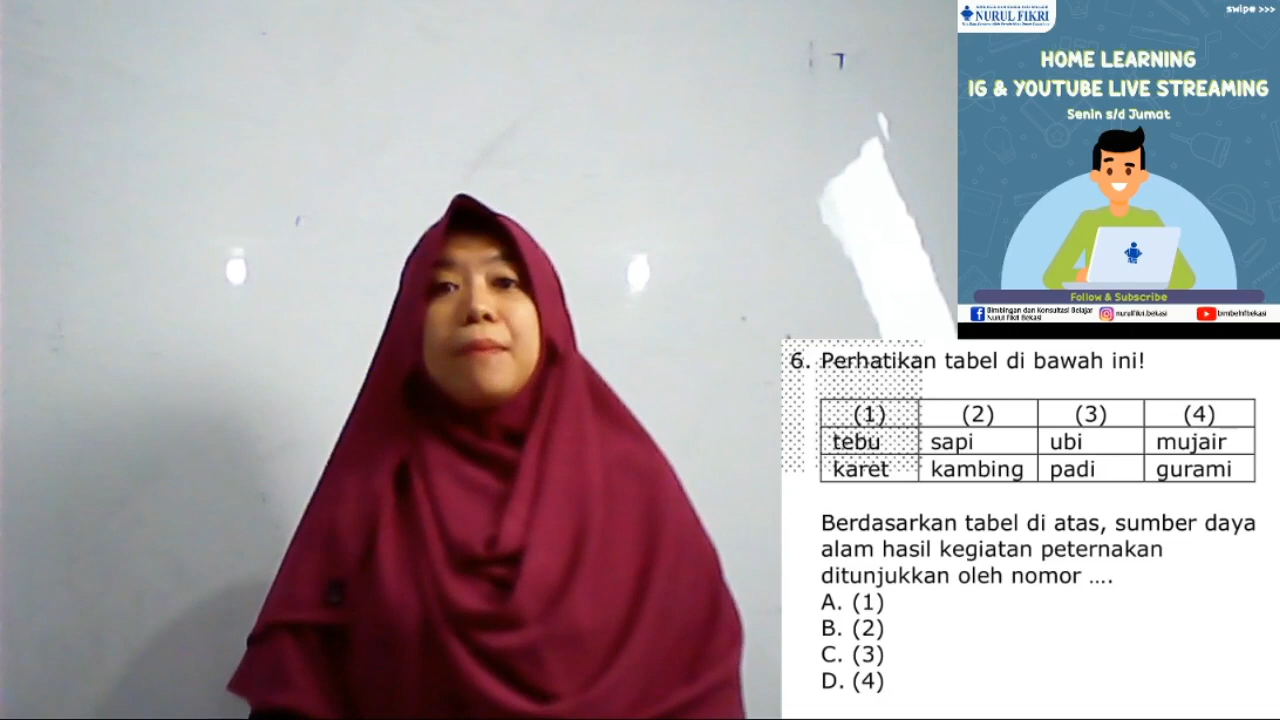 NURUL FIKRI
swipe >>>
HOME LEARNING
IG & YOUTUBE LIVE STREAMING
Senin s/d Jumat
Follow & Subscribe
Bimbingan dan Konsultasi Belajar
Nurul Fikri Bekasi
nurulfikri.bekasi
bimbelnfbekasi
6. Perhatikan tabel di bawah ini!
(1) (2) (3) (4)
tebu sapi ubi mujair
karet kambing padi gurami
Berdasarkan tabel di atas, sumber daya
alam hasil kegiatan peternakan
ditunjukkan oleh nomor ....
A. (1)
B. (2)
C. (3)
D. (4)